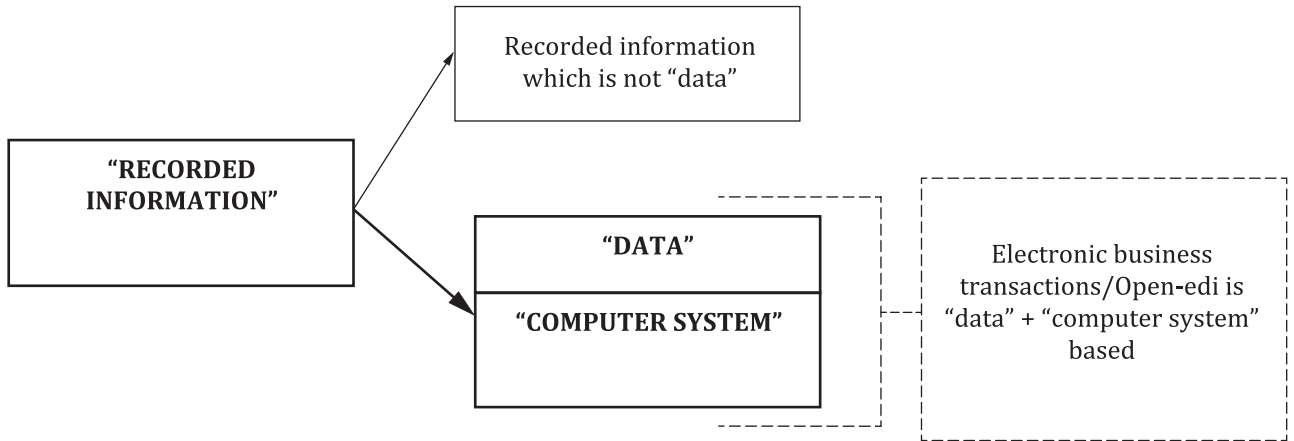 Recorded information
which is not “data”
“RECORDED
INFORMATION”
“DATA”
“COMPUTER SYSTEM”
Electronic business
transactions/Open-edi is
“data” + “computer system”
based